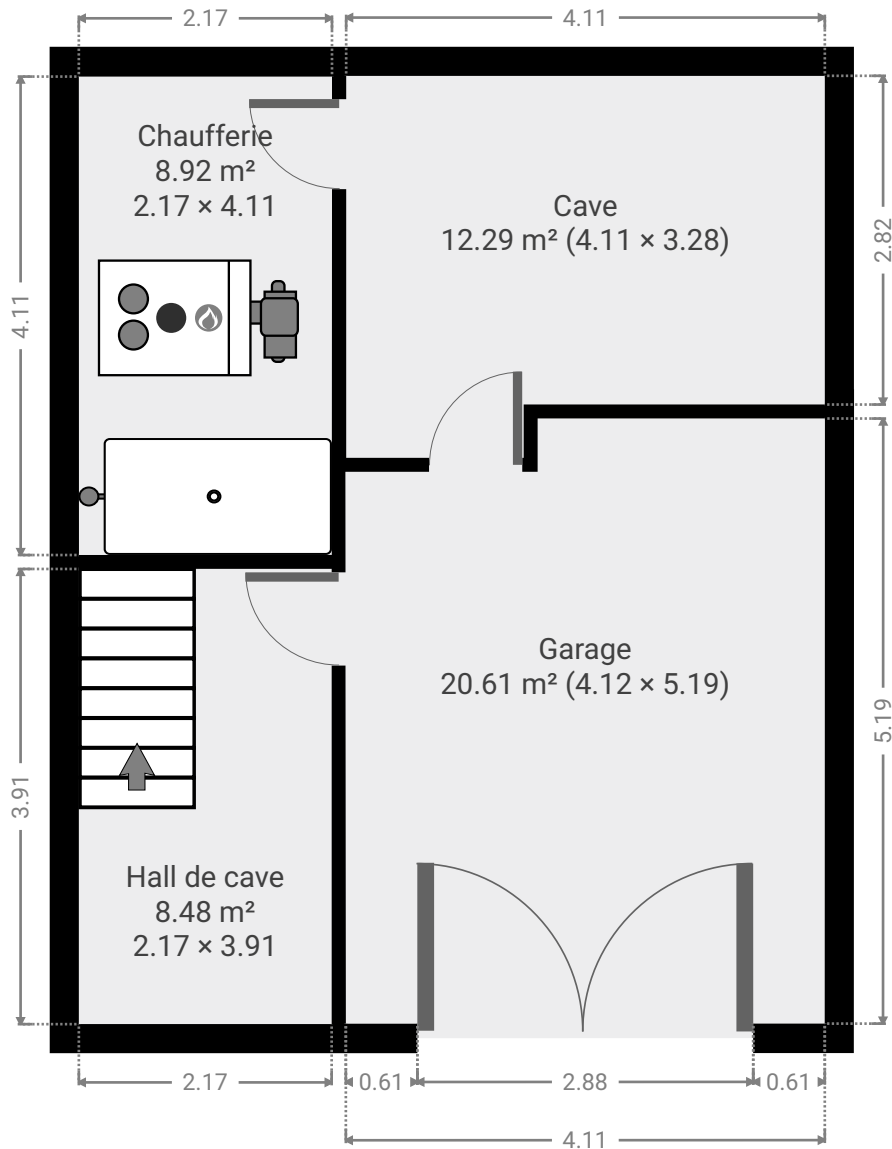 2.17
4.11
Chaufferie
8.92 m²
2.17 × 4.11
Cave
12.29 m² (4.11 × 3.28)
2.82
4.11
Garage
20.61 m² (4.12 × 5.19)
5.19
3.91
Hall de cave
8.48 m²
2.17 × 3.91
2.17
0.61
2.88
0.61
4.11